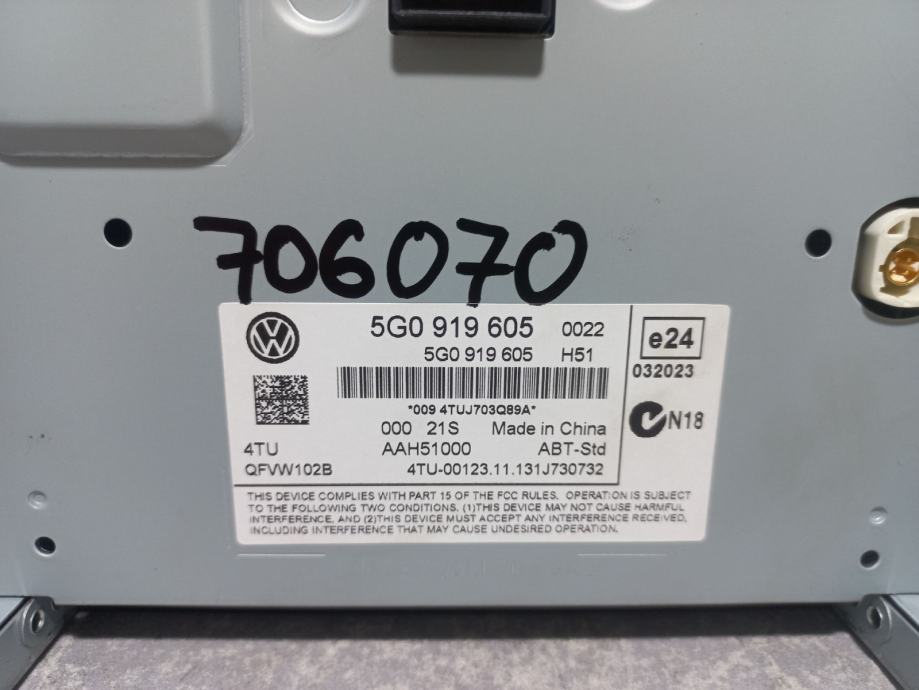 706070
5G0 919 605 0022
5G0 919 605 H51
*009 4TUJ703Q89A*
000 21S Made in China
4TU AAH51000 ABT-Std
QFVW102B 4TU-00123.11.131J730732
e24
032023
N18
THIS DEVICE COMPLIES WITH PART 15 OF THE FCC RULES. OPERATION IS SUBJECT
TO THE FOLLOWING TWO CONDITIONS. (1)THIS DEVICE MAY NOT CAUSE HARMFUL
INTERFERENCE, AND (2)THIS DEVICE MUST ACCEPT ANY INTERFERENCE RECEIVED,
INCLUDING INTERFERENCE THAT MAY CAUSE UNDESIRED OPERATION.